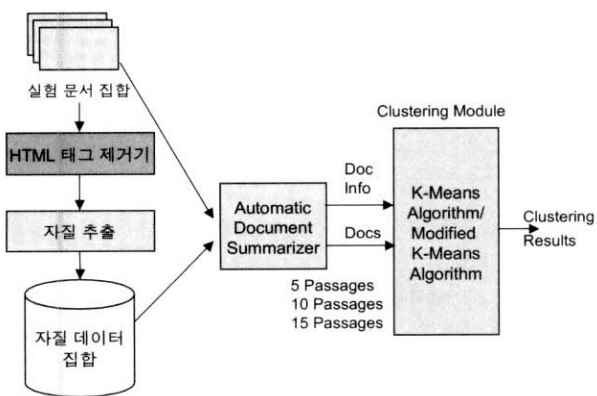 실험 문서 집합
HTML 태그 제거기
자질 추출
자질 데이터
집합
Automatic
Document
Summarizer
Doc
Info
Docs
5 Passages
10 Passages
15 Passages
Clustering Module
K-Means
Algorithm/
Modified
K-Means
Algorithm
Clustering
Results